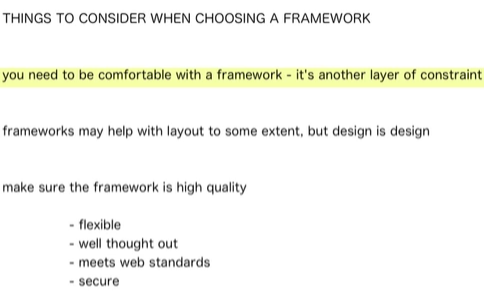 THINGS TO CONSIDER WHEN CHOOSING A FRAMEWORK
you need to be comfortable with a framework - it's another layer of constraint
frameworks may help with layout to some extent, but design is design
make sure the framework is high quality
- flexible
- well thought out
- meets web standards
- secure